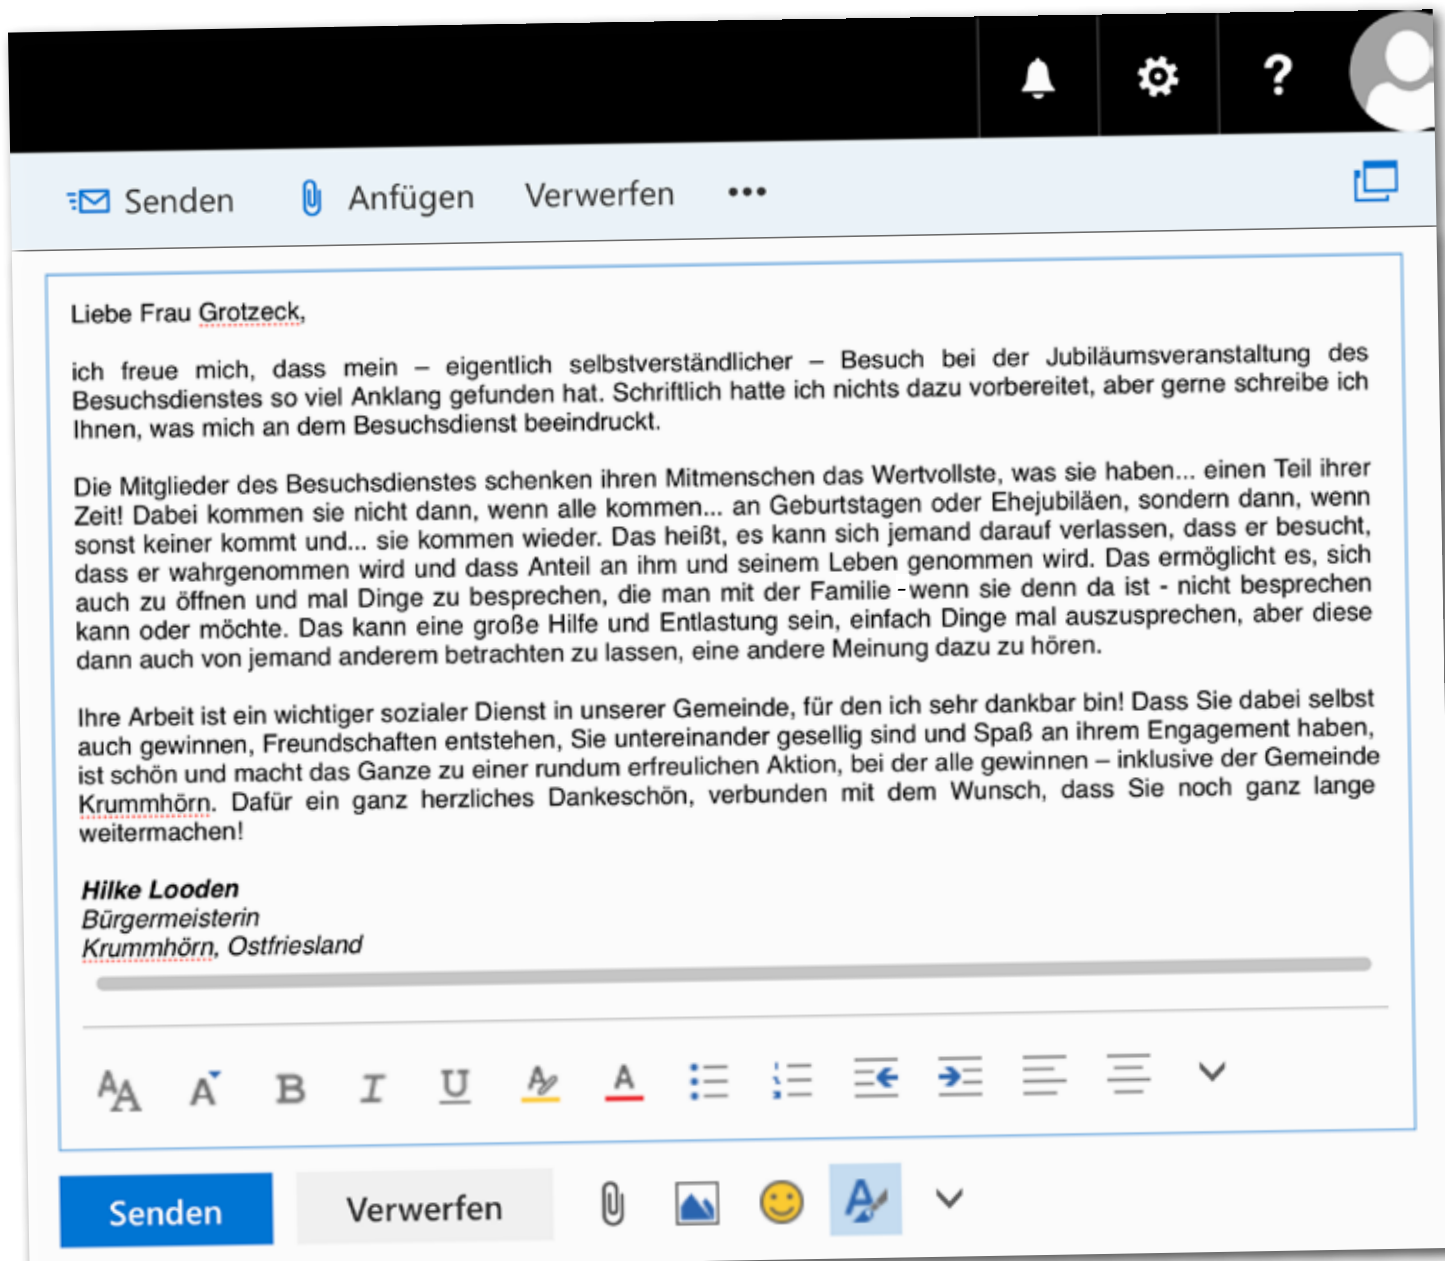 ?
Senden Anfügen Verwerfen •••
Liebe Frau Grotzeck,
ich freue mich, dass mein – eigentlich selbstverständlicher – Besuch bei der Jubiläumsveranstaltung des
Besuchsdienstes so viel Anklang gefunden hat. Schriftlich hatte ich nichts dazu vorbereitet, aber gerne schreibe ich
Ihnen, was mich an dem Besuchsdienst beeindruckt.
Die Mitglieder des Besuchsdienstes schenken ihren Mitmenschen das Wertvollste, was sie haben... einen Teil ihrer
Zeit! Dabei kommen sie nicht dann, wenn alle kommen... an Geburtstagen oder Ehejubiläen, sondern dann, wenn
sonst keiner kommt und... sie kommen wieder. Das heißt, es kann sich jemand darauf verlassen, dass er besucht,
dass er wahrgenommen wird und dass Anteil an ihm und seinem Leben genommen wird. Das ermöglicht es, sich
auch zu öffnen und mal Dinge zu besprechen, die man mit der Familie -wenn sie denn da ist - nicht besprechen
kann oder möchte. Das kann eine große Hilfe und Entlastung sein, einfach Dinge mal auszusprechen, aber diese
dann auch von jemand anderem betrachten zu lassen, eine andere Meinung dazu zu hören.
Ihre Arbeit ist ein wichtiger sozialer Dienst in unserer Gemeinde, für den ich sehr dankbar bin! Dass Sie dabei selbst
auch gewinnen, Freundschaften entstehen, Sie untereinander gesellig sind und Spaß an ihrem Engagement haben,
ist schön und macht das Ganze zu einer rundum erfreulichen Aktion, bei der alle gewinnen – inklusive der Gemeinde
Krummhörn. Dafür ein ganz herzliches Dankeschön, verbunden mit dem Wunsch, dass Sie noch ganz lange
weitermachen!
Hilke Looden
Bürgermeisterin
Krummhörn, Ostfriesland
AA A B I U A A
Senden Verwerfen A